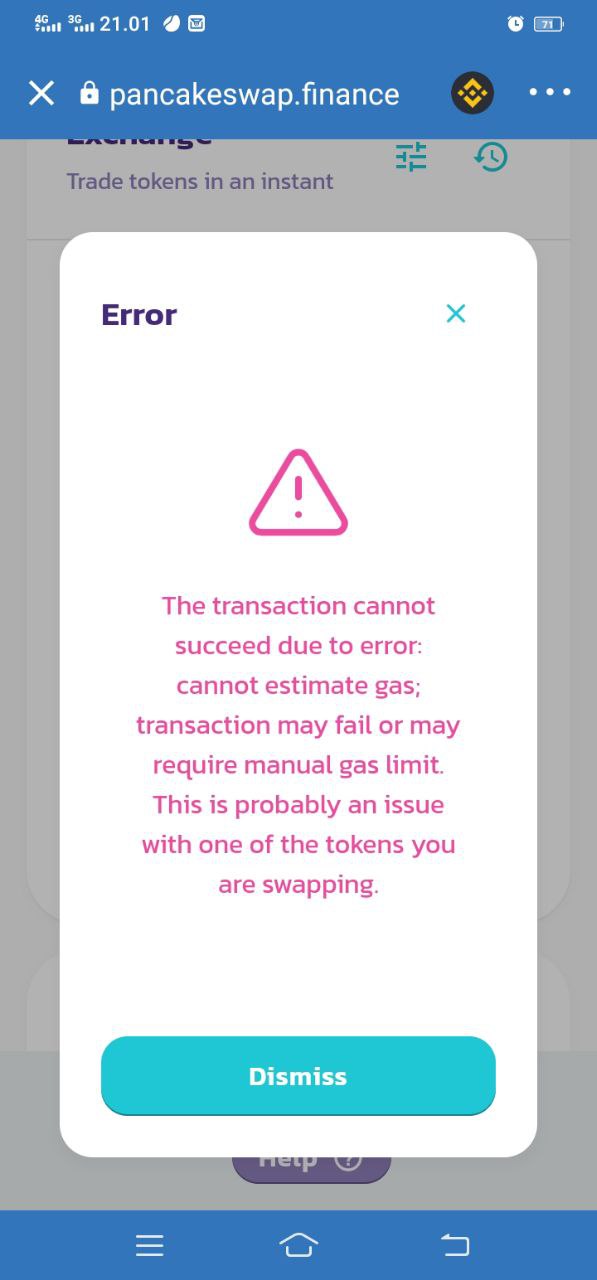 4G 3G 21.01 71
pancakeswap.finance
Exchange
Trade tokens in an instant
Error
The transaction cannot
succeed due to error:
cannot estimate gas;
transaction may fail or may
require manual gas limit.
This is probably an issue
with one of the tokens you
are swapping.
Dismiss
Help ?